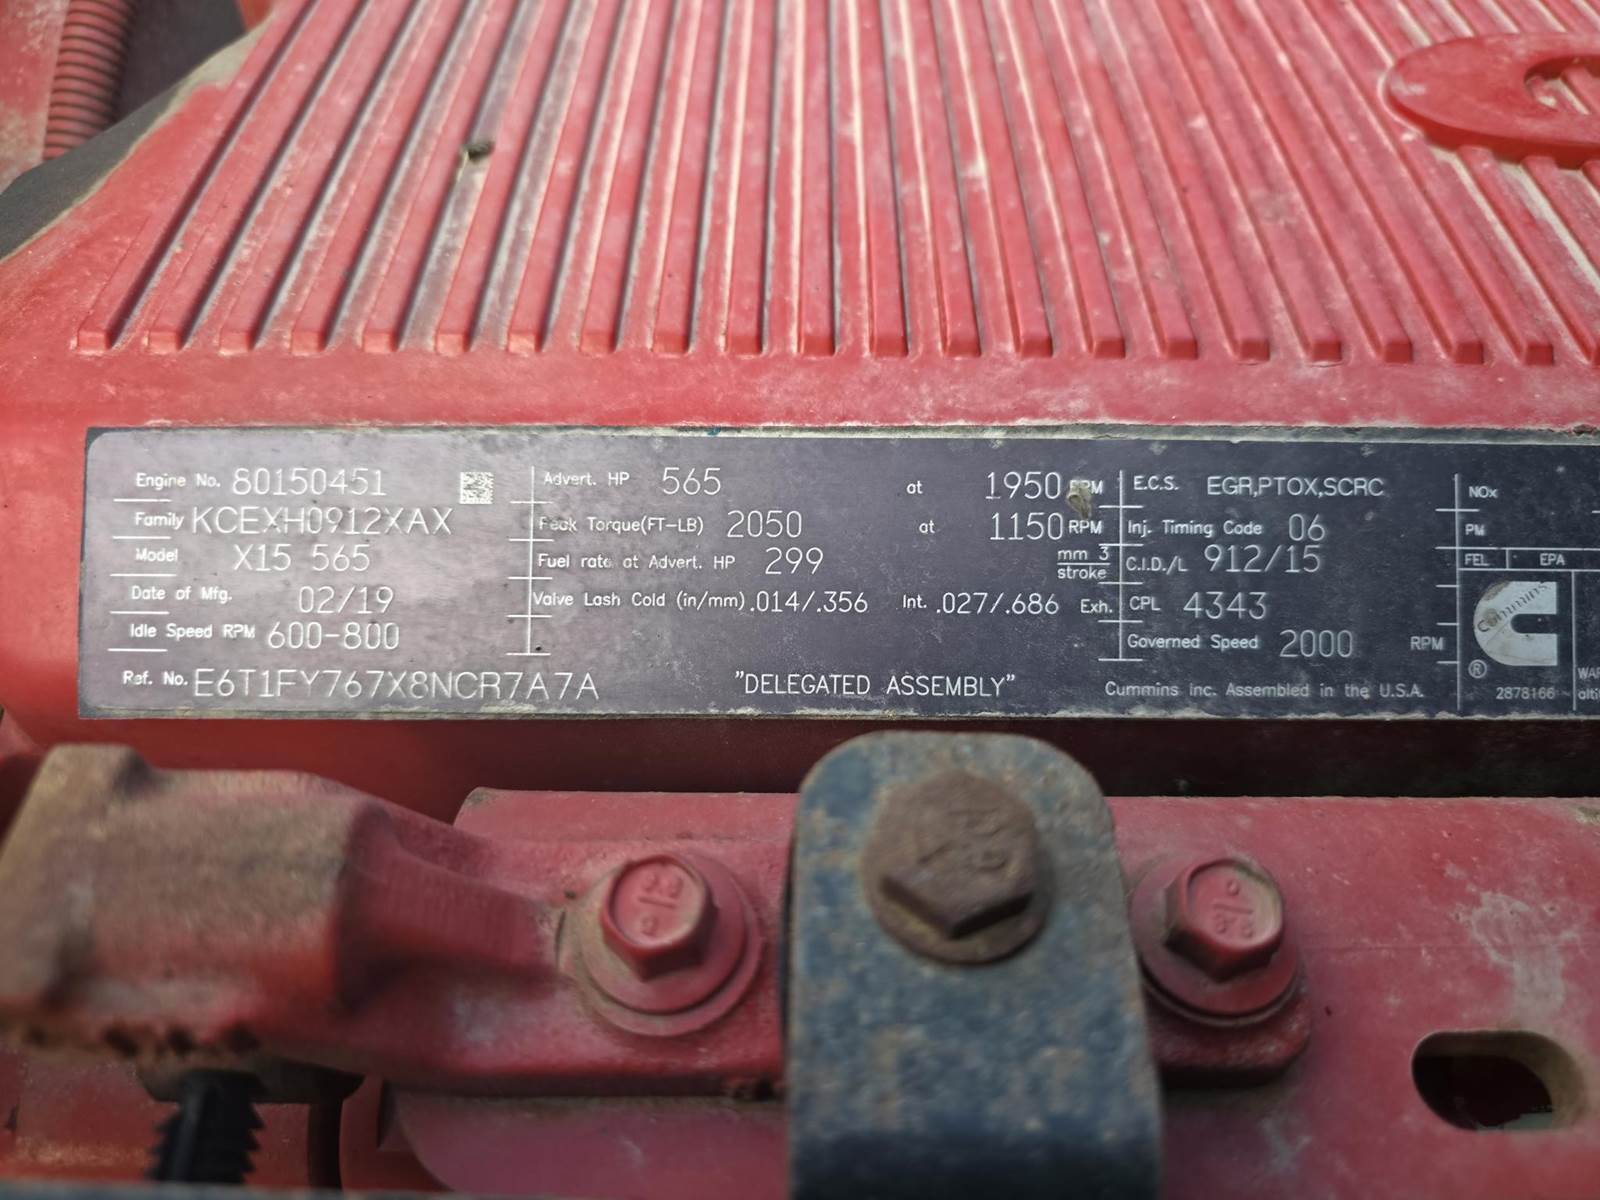 Engine No. 80150451
Family KCEXH0912XAX
Model X15 565
Date of Mfg. 02/19
Idle Speed RPM 600-800
Ref. No. E6T1FY767X8NCR7A7A
Advert. HP 565 at 1950 RPM
Peak Torque(FT-LB) 2050 at 1150 RPM
Fuel rate at Advert. HP 299 mm 3 stroke
Valve Lash Cold (in/mm) .014/.356 Int. .027/.686 Exh.
"DELEGATED ASSEMBLY"
E.C.S. EGR,PTOX,SCRC
Inj. Timing Code 06
C.I.D./L 912/15
CPL 4343
Governed Speed 2000 RPM
Cummins Inc. Assembled in the U.S.A.
NOx
PM
FEL EPA
Cummins
®
2878166